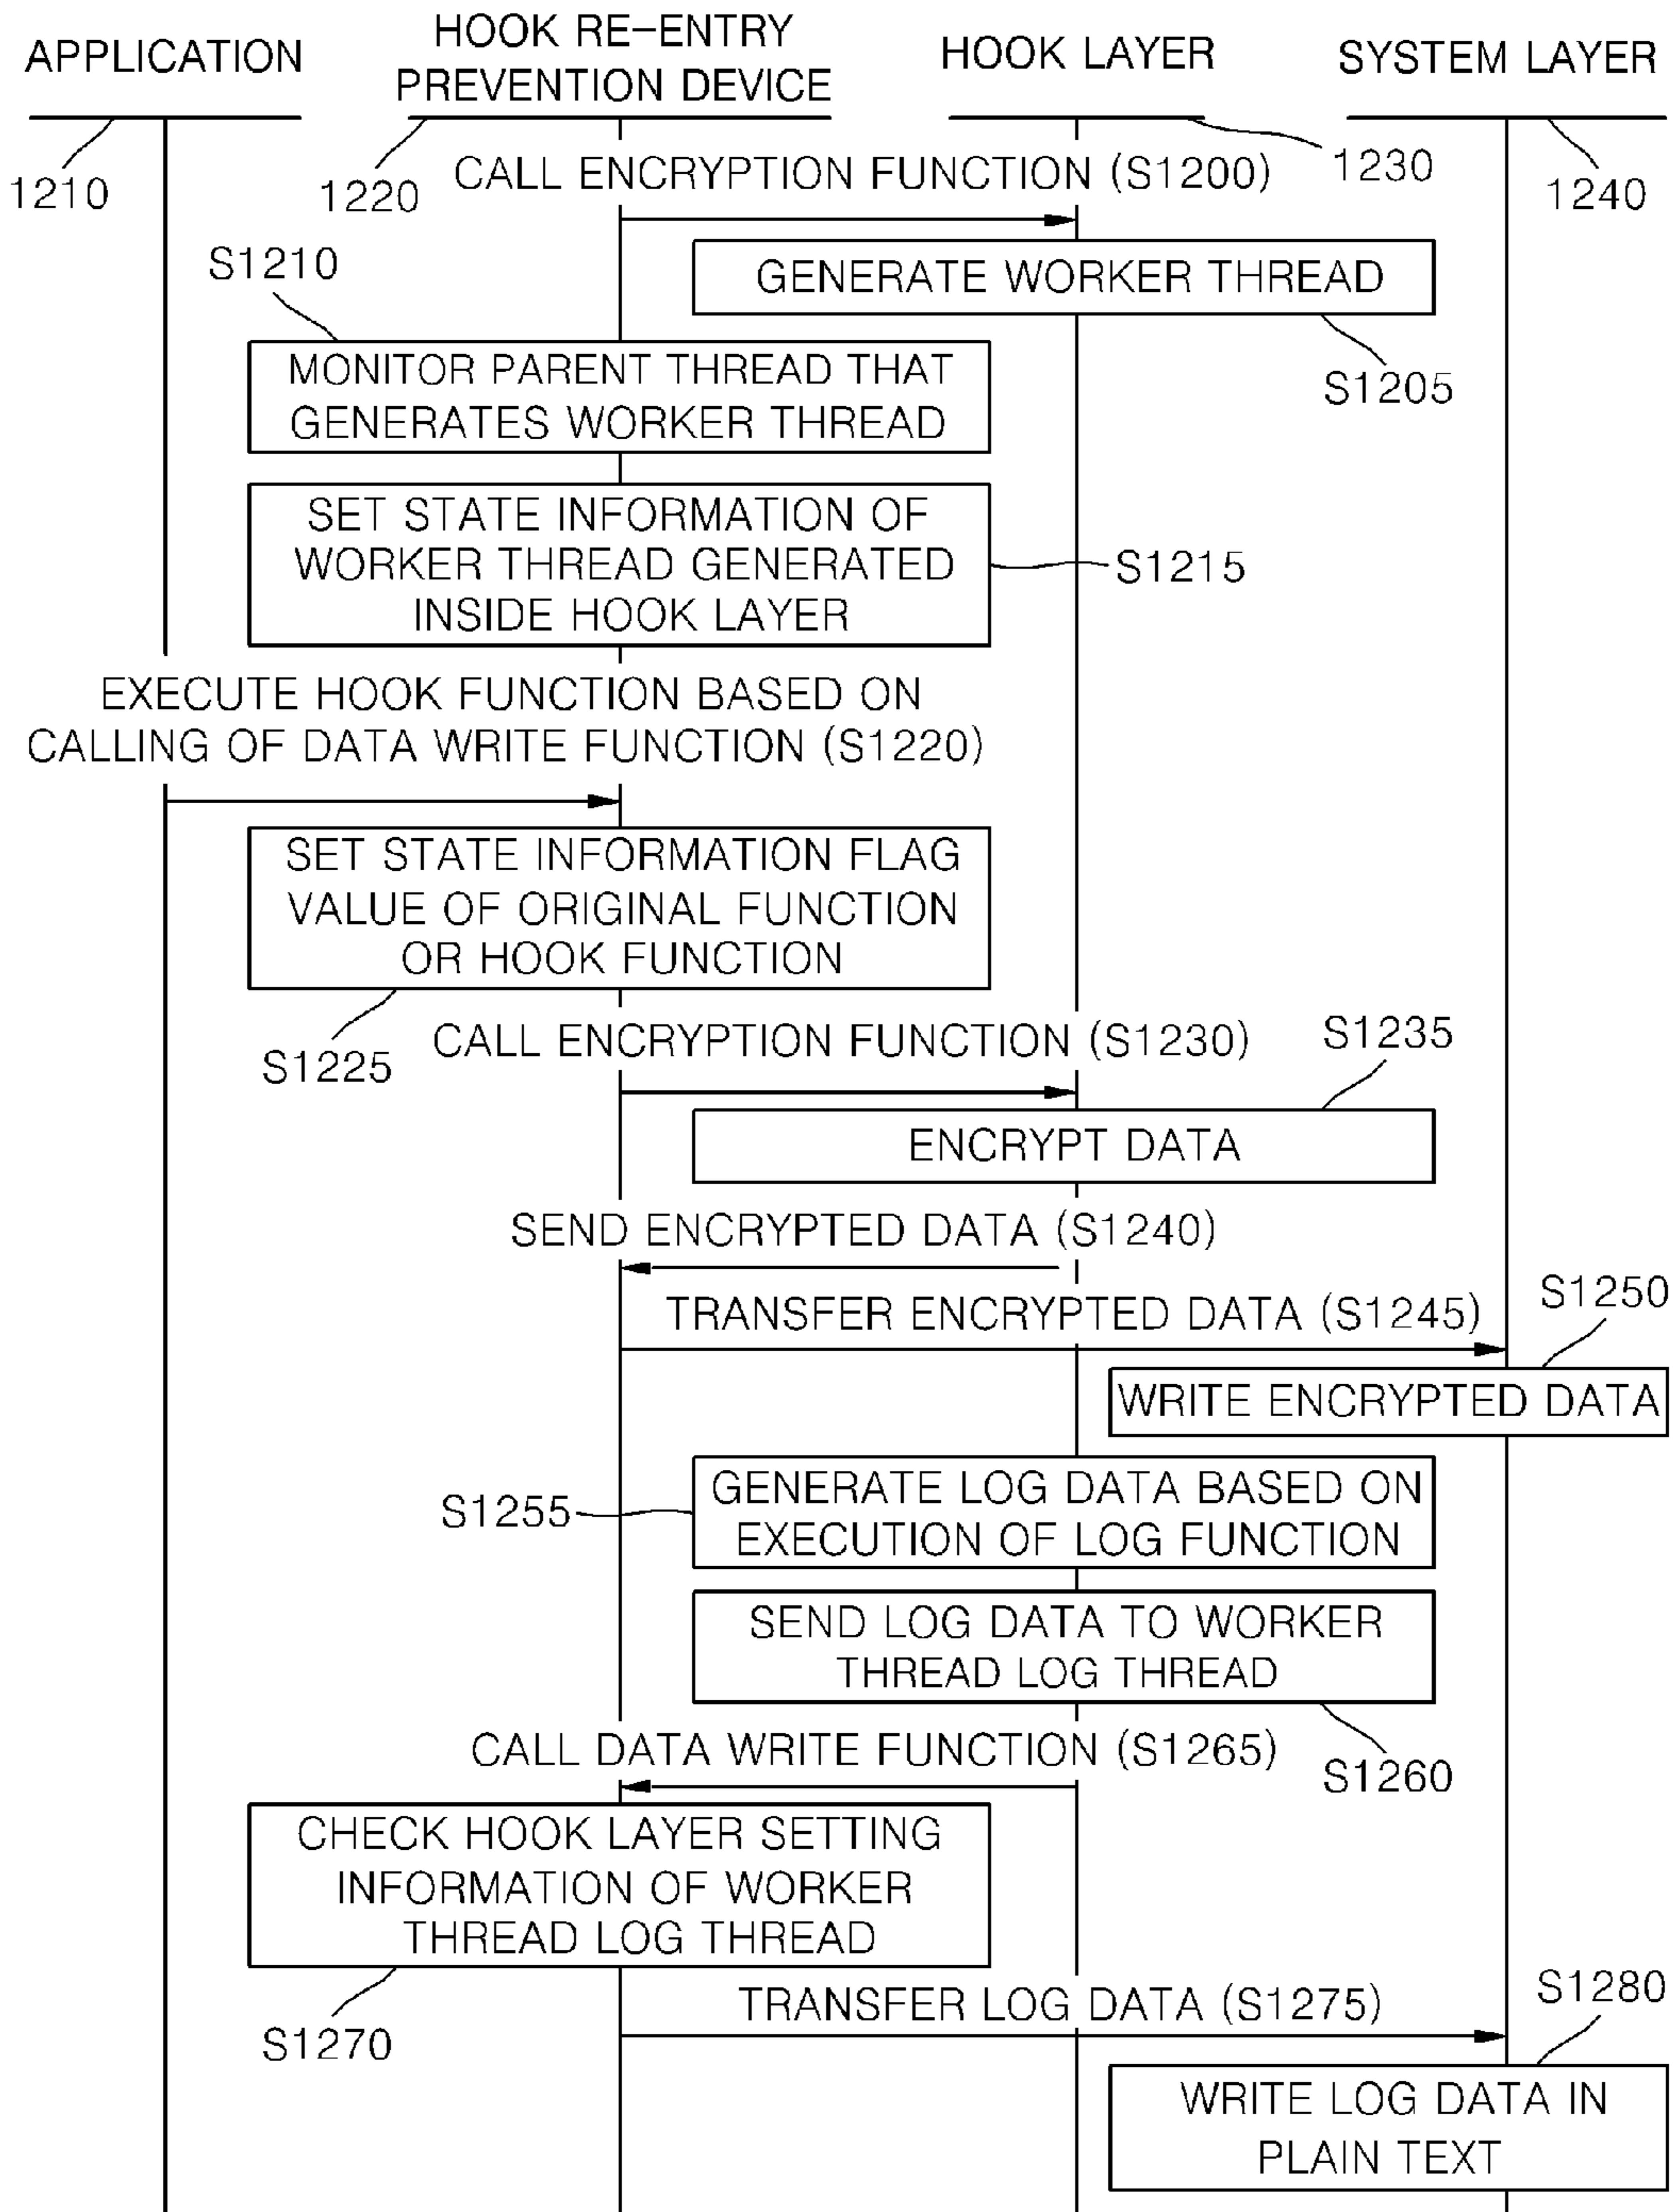 APPLICATION
HOOK RE-ENTRY
PREVENTION DEVICE
HOOK LAYER
SYSTEM LAYER
1210
1220
1230
1240
CALL ENCRYPTION FUNCTION (S1200)
GENERATE WORKER THREAD
S1205
S1210
MONITOR PARENT THREAD THAT
GENERATES WORKER THREAD
SET STATE INFORMATION OF
WORKER THREAD GENERATED
INSIDE HOOK LAYER
S1215
EXECUTE HOOK FUNCTION BASED ON
CALLING OF DATA WRITE FUNCTION (S1220)
SET STATE INFORMATION FLAG
VALUE OF ORIGINAL FUNCTION
OR HOOK FUNCTION
S1225
CALL ENCRYPTION FUNCTION (S1230)
S1235
ENCRYPT DATA
SEND ENCRYPTED DATA (S1240)
TRANSFER ENCRYPTED DATA (S1245)
S1250
WRITE ENCRYPTED DATA
S1255
GENERATE LOG DATA BASED ON
EXECUTION OF LOG FUNCTION
SEND LOG DATA TO WORKER
THREAD LOG THREAD
S1260
CALL DATA WRITE FUNCTION (S1265)
CHECK HOOK LAYER SETTING
INFORMATION OF WORKER
THREAD LOG THREAD
S1270
TRANSFER LOG DATA (S1275)
S1280
WRITE LOG DATA IN
PLAIN TEXT